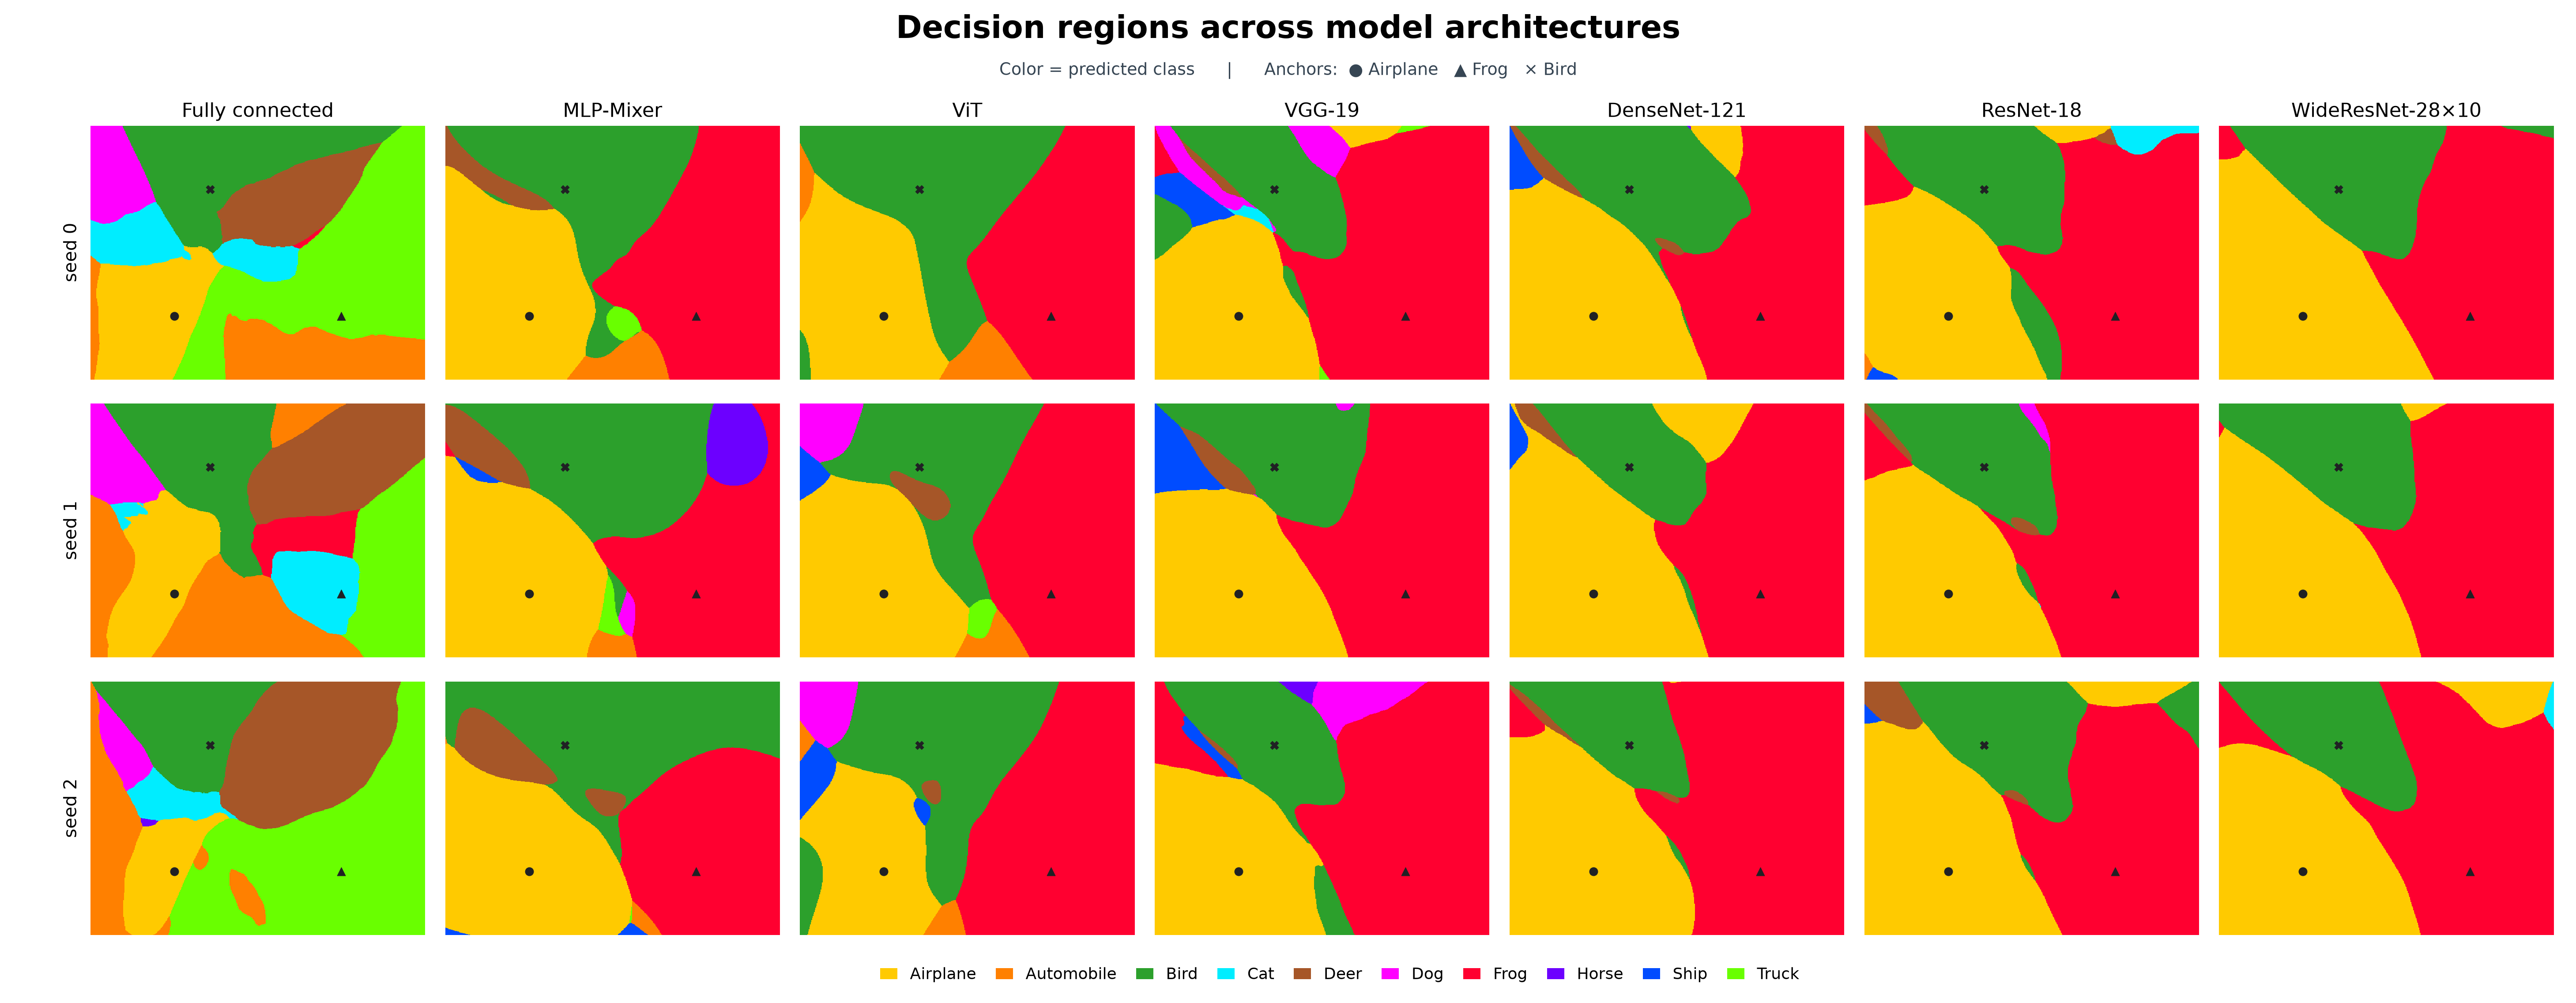 Decision regions across model architectures
Color = predicted class | Anchors: ● Airplane ▲ Frog × Bird
Fully connected MLP-Mixer ViT VGG-19 DenseNet-121 ResNet-18 WideResNet-28×10
seed 0
seed 1
seed 2
Airplane Automobile Bird Cat Deer Dog Frog Horse Ship Truck